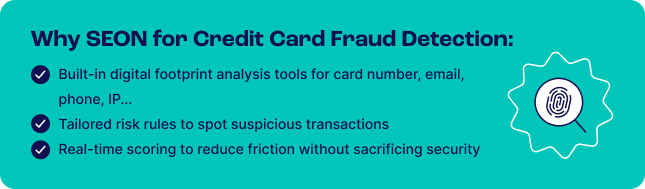 Why SEON for Credit Card Fraud Detection:
Built-in digital footprint analysis tools for card number, email,
phone, IP...
Tailored risk rules to spot suspicious transactions
Real-time scoring to reduce friction without sacrificing security